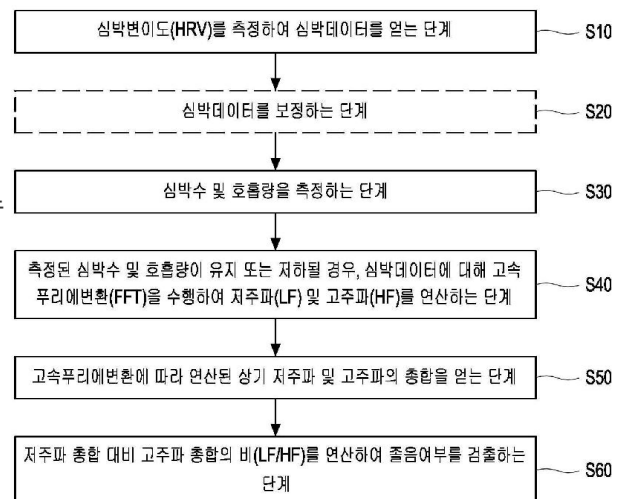 심박변이도(HRV)를 측정하여 심박데이터를 얻는 단계
S10
심박데이터를 보정하는 단계
S20
심박수 및 호흡량을 측정하는 단계
S30
측정된 심박수 및 호흡량이 유지 또는 저하될 경우, 심박데이터에 대해 고속
푸리에변환(FFT)을 수행하여 저주파(LF) 및 고주파(HF)를 연산하는 단계
S40
고속푸리에변환에 따라 연산된 상기 저주파 및 고주파의 총합을 얻는 단계
S50
저주파 총합 대비 고주파 총합의 비(LF/HF)를 연산하여 졸음여부를 검출하는
단계
S60